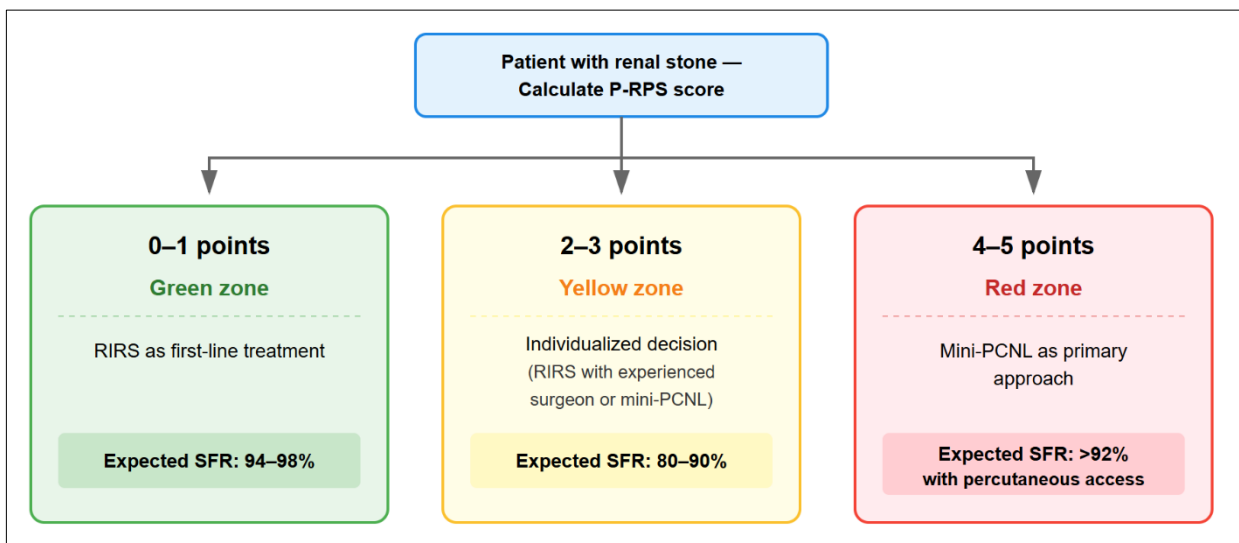 Patient with renal stone —
Calculate P-RPS score
0–1 points
Green zone
RIRS as first-line treatment
Expected SFR: 94–98%
2–3 points
Yellow zone
Individualized decision
(RIRS with experienced
surgeon or mini-PCNL)
Expected SFR: 80–90%
4–5 points
Red zone
Mini-PCNL as primary
approach
Expected SFR: >92%
with percutaneous access